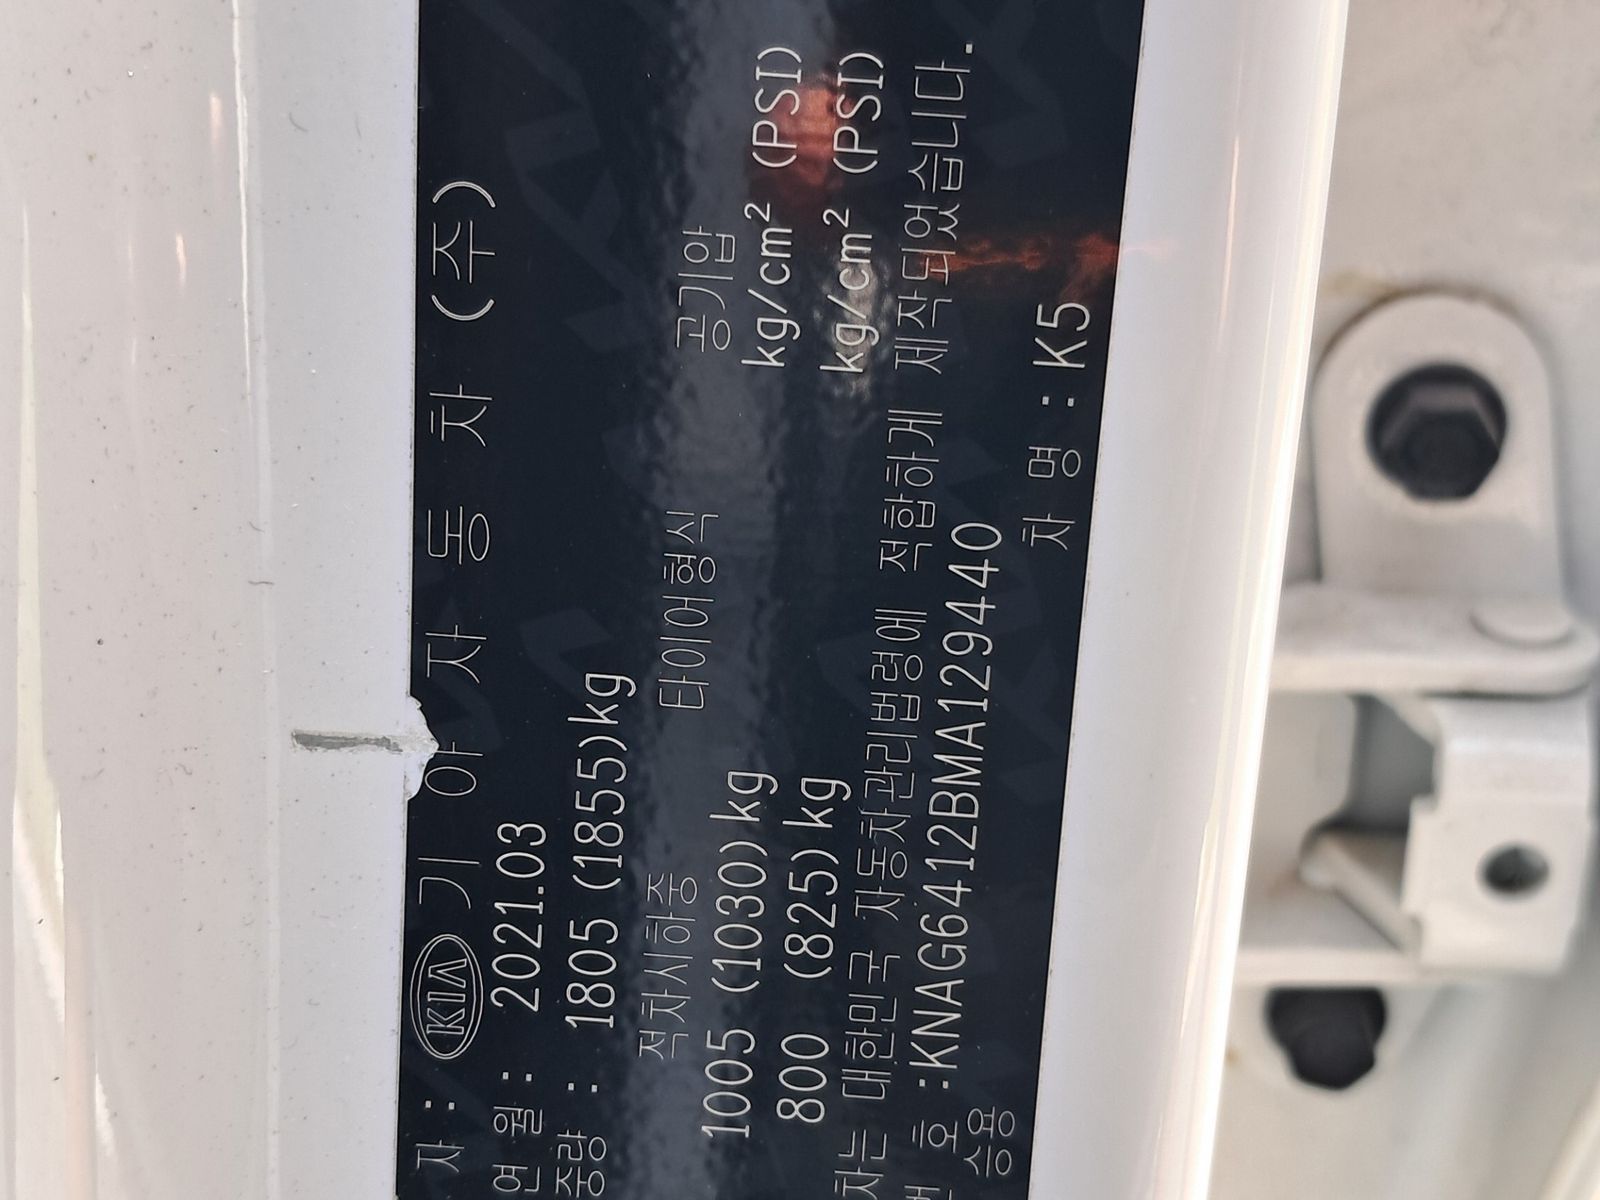 자 : KIA 기 아 자 동 차 (주)
연 월 : 2021.03
중량 : 1805 (1855)kg
적차시하중 타이어형식 공기압
1005 (1030)kg kg/cm² (PSI)
800 (825)kg kg/cm² (PSI)
차는 대한민국 자동차관리법령에 적합하게 제작되었습니다.
번 호 :KNAG6412BMA129440
승용 차 명 : K5